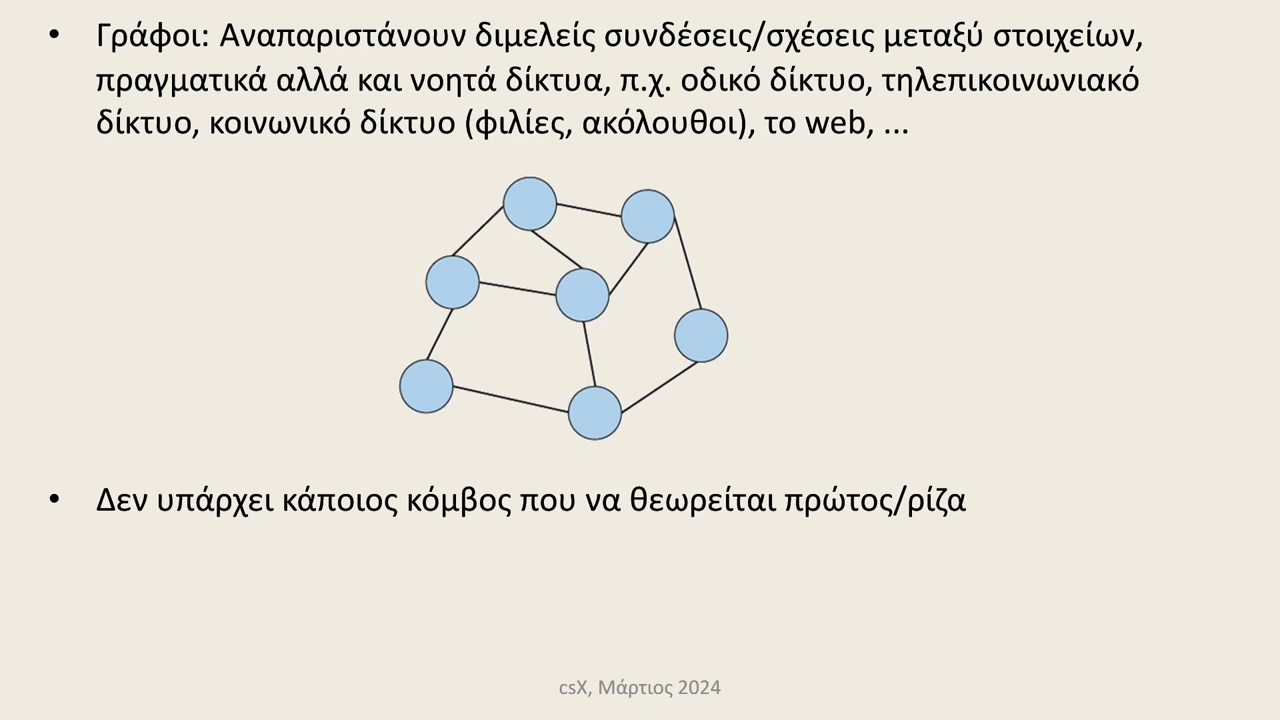 • Γράφοι: Αναπαριστάνουν διμελείς συνδέσεις/σχέσεις μεταξύ στοιχείων,
πραγματικά αλλά και νοητά δίκτυα, π.χ. οδικό δίκτυο, τηλεπικοινωνιακό
δίκτυο, κοινωνικό δίκτυο (φιλίες, ακόλουθοι), το web, ...
• Δεν υπάρχει κάποιος κόμβος που να θεωρείται πρώτος/ρίζα
csX, Μάρτιος 2024